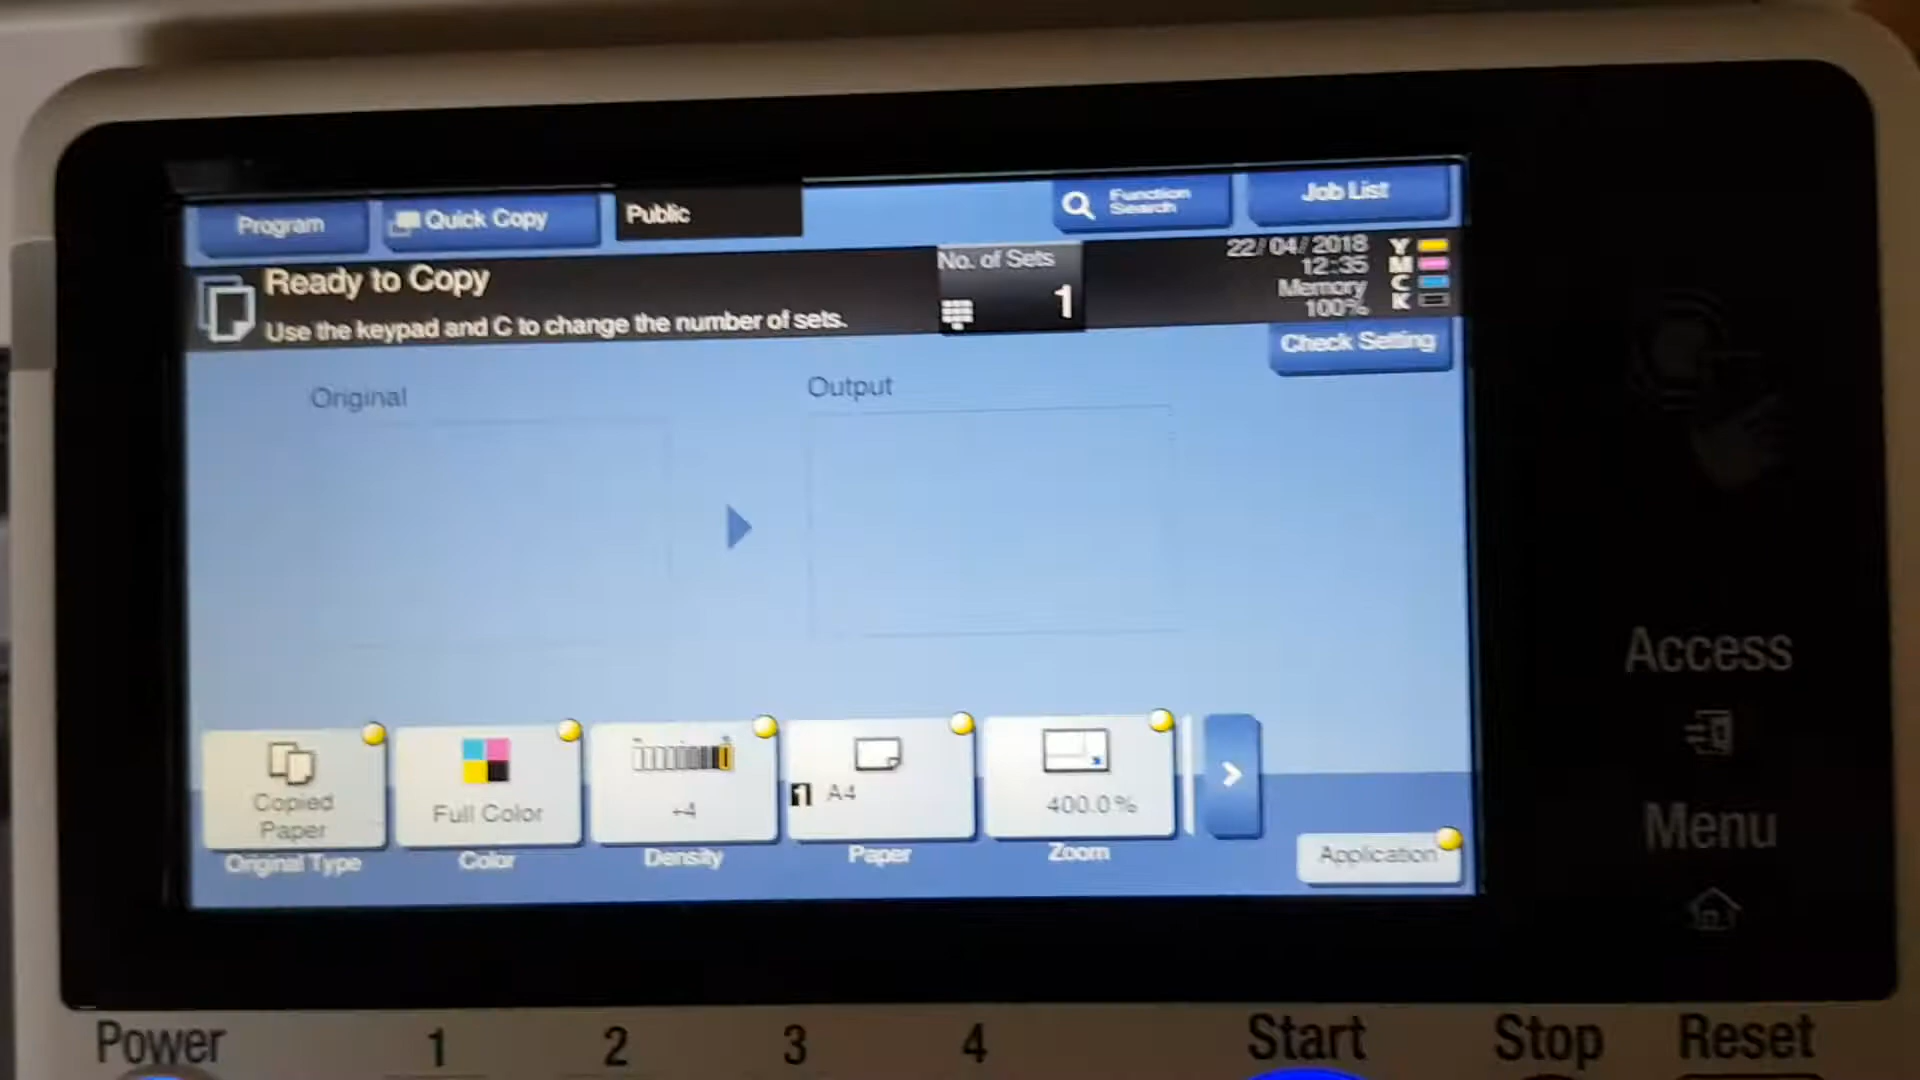 Program
Quick Copy
Public
Function
Search
Job List
Ready to Copy
Use the keypad and C to change the number of sets.
No. of Sets
1
22/04/2018
12:35
Memory
100%
Y
M
C
K
Check Setting
Original
Output
Copied
Paper
Original Type
Full Color
Color
+4
Density
1 A4
Paper
400.0%
Zoom
Application
Access
Menu
Power
1
2
3
4
Start
Stop
Reset